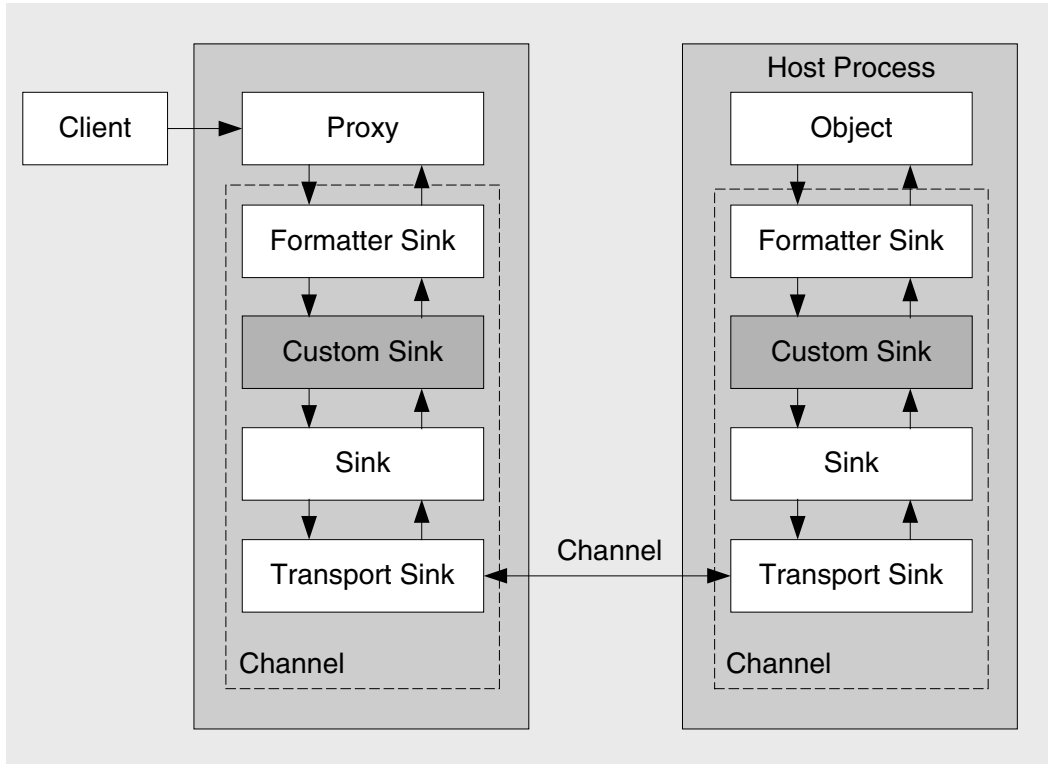 Host Process
Client
Proxy
Object
Formatter Sink
Formatter Sink
Custom Sink
Custom Sink
Sink
Sink
Channel
Transport Sink
Transport Sink
Channel
Channel